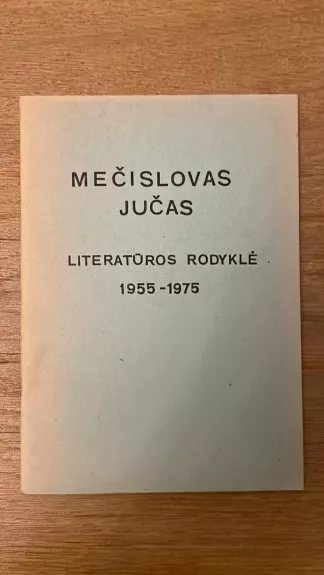 MEČISLOVAS
JUČAS
LITERATŪROS RODYKLĖ
1955-1975